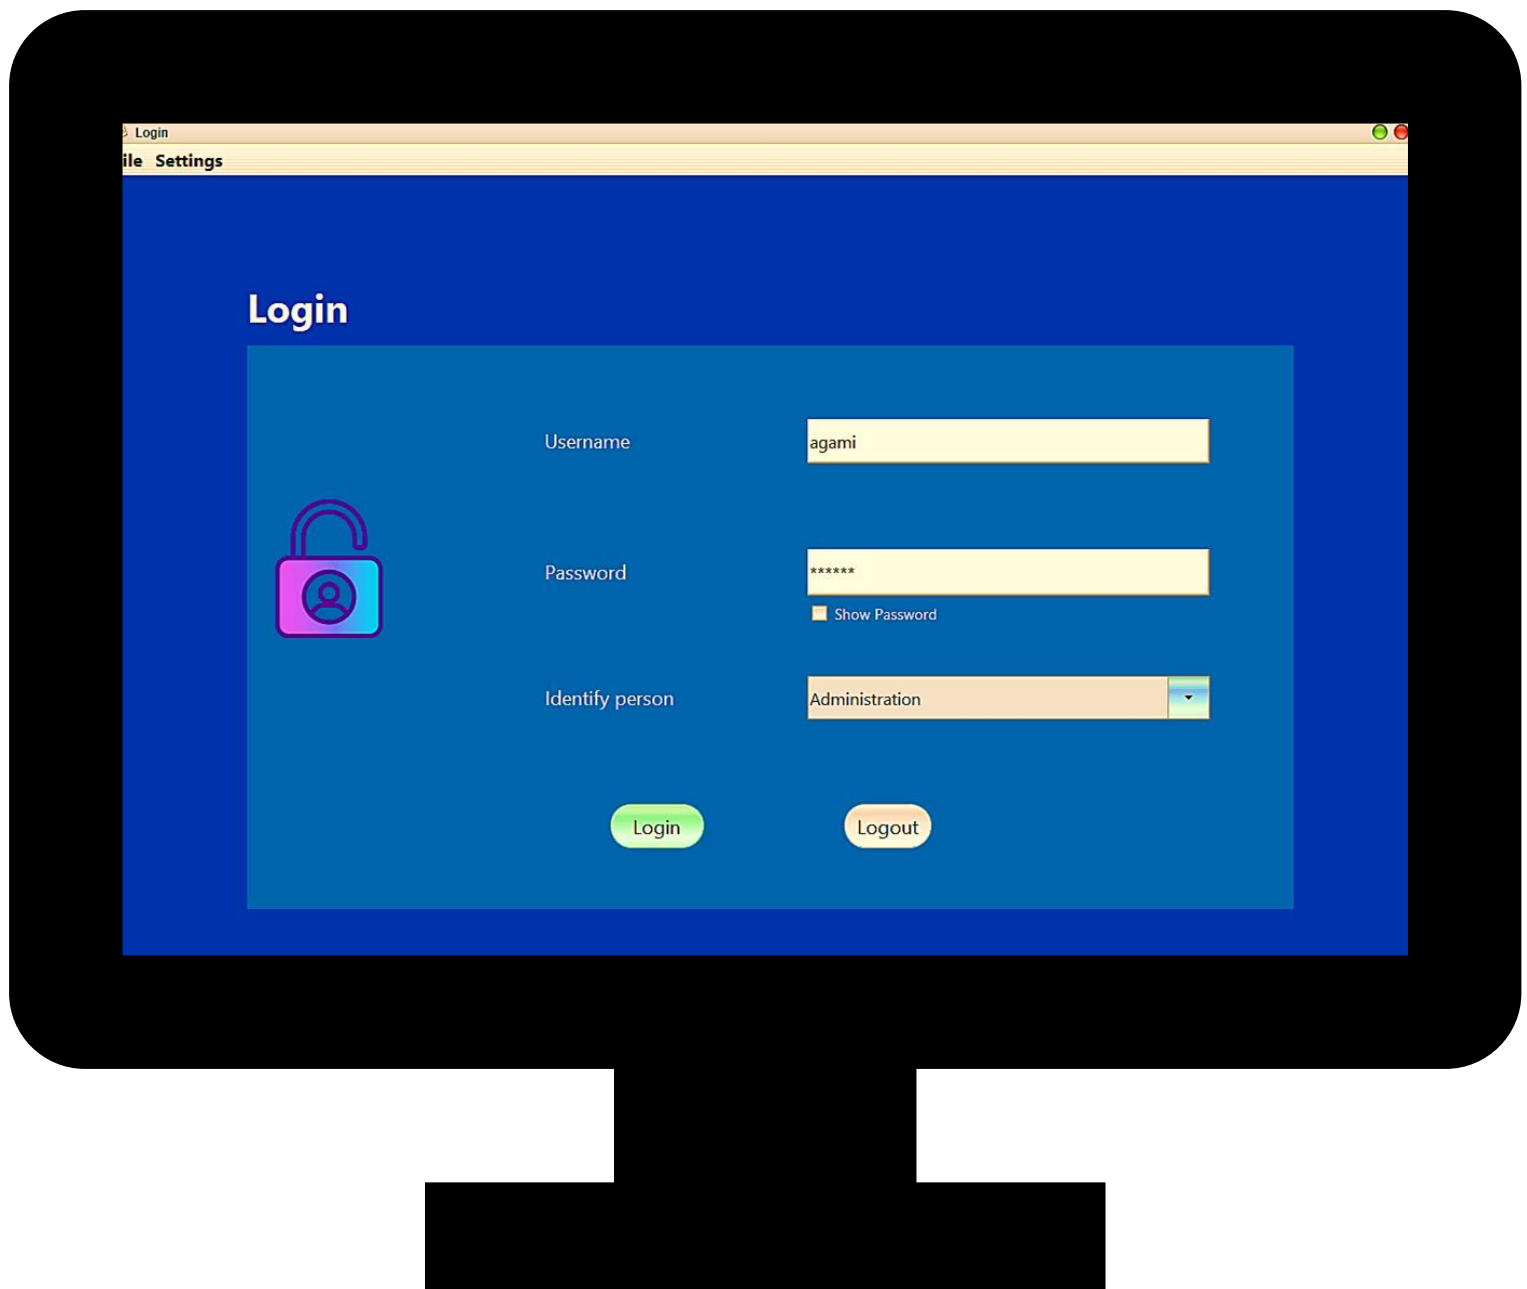 Login
ile Settings
Login
Username agami
Password ******
Show Password
Identify person Administration
Login Logout